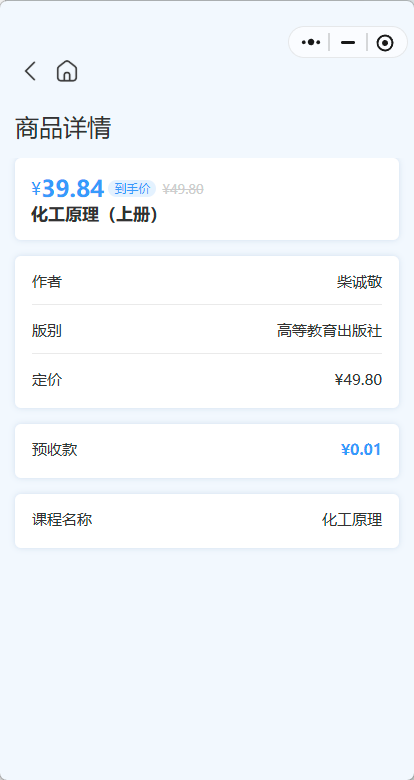 商品详情
¥39.84 到手价 ¥49.80
化工原理（上册）
作者 柴诚敬
版别 高等教育出版社
定价 ¥49.80
预收款 ¥0.01
课程名称 化工原理